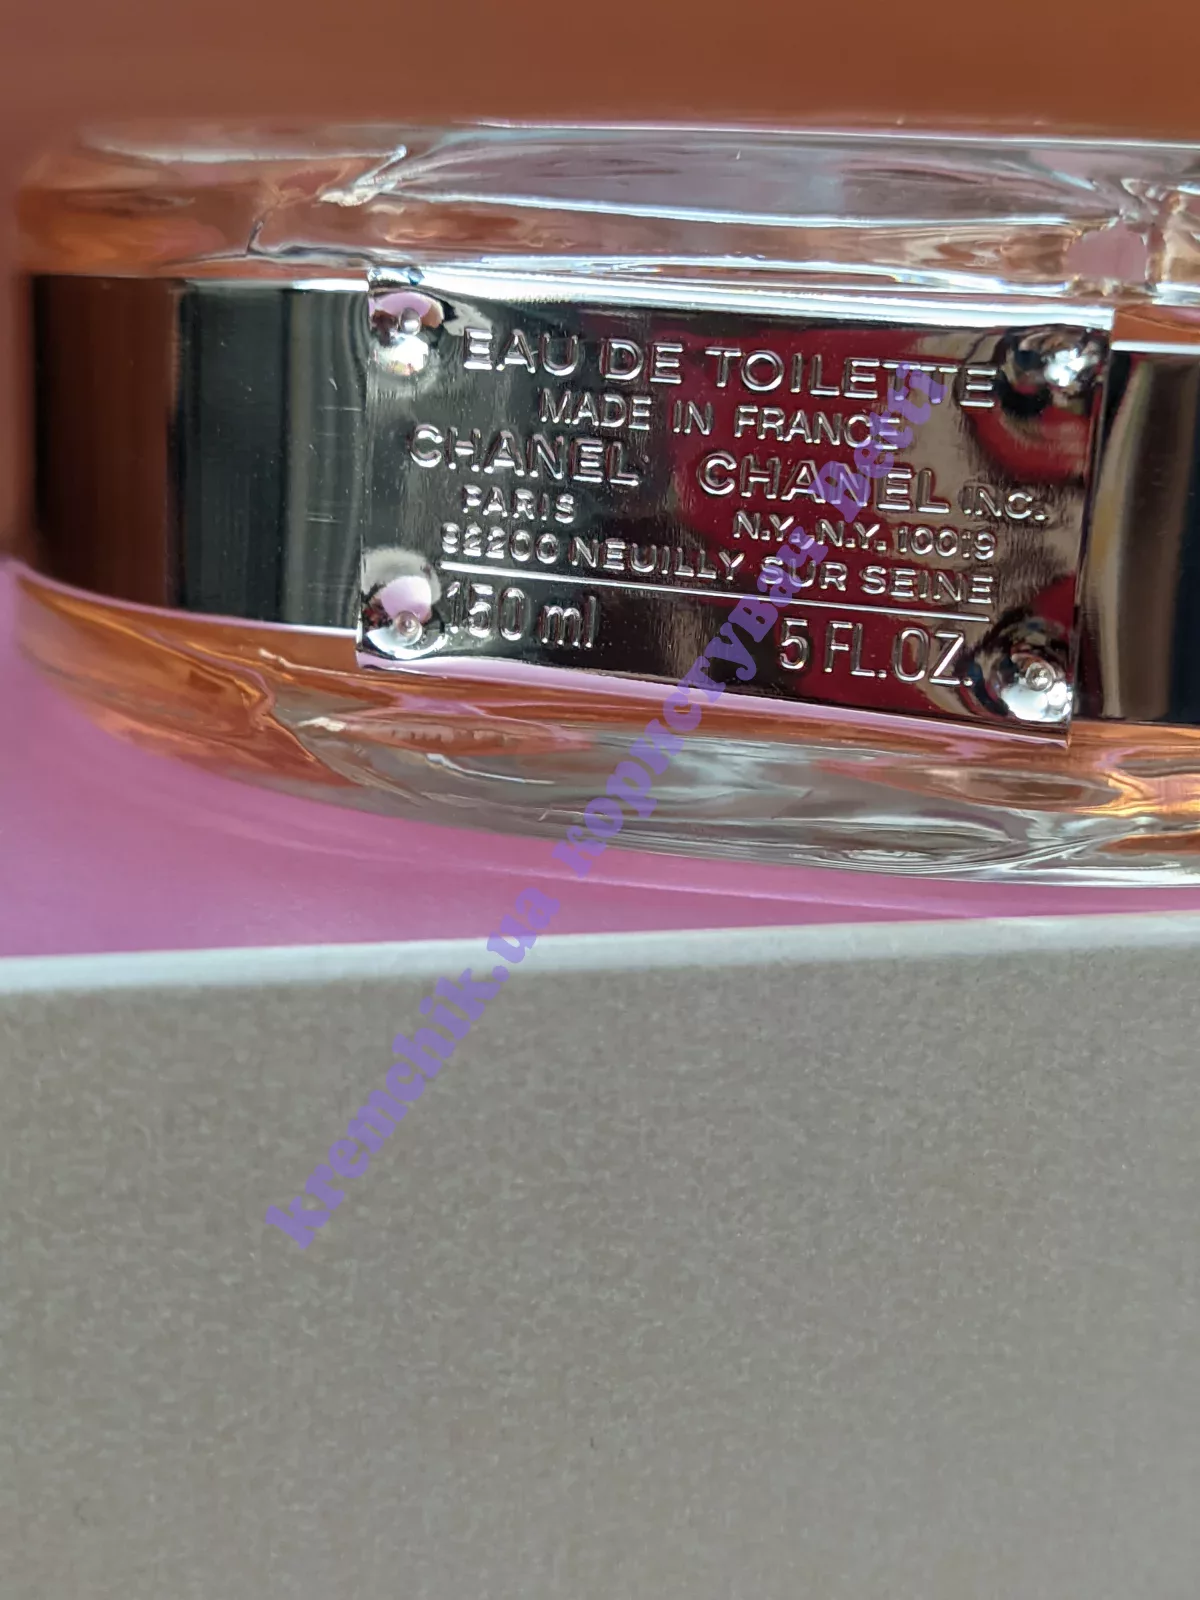 EAU DE TOILETTE
MADE IN FRANCE
CHANEL CHANEL INC.
PARIS N.Y., N.Y. 10019
92200 NEUILLY SUR SEINE
150 ml 5 FL.OZ.
kremchik.ua користувач